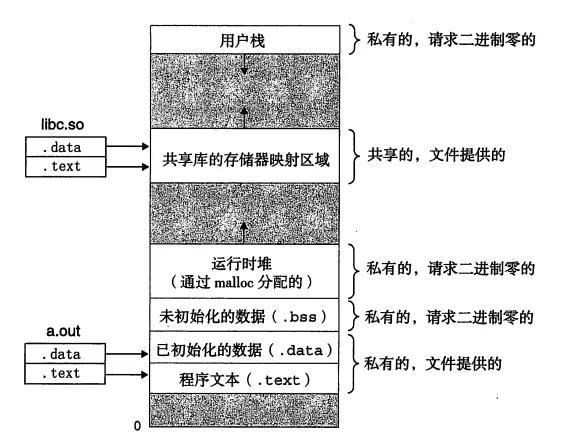 用户栈
私有的，请求二进制零的
libc.so
.data
.text
共享库的存储器映射区域
共享的，文件提供的
运行时堆
（通过 malloc 分配的）
私有的，请求二进制零的
未初始化的数据（.bss）
私有的，请求二进制零的
a.out
.data
.text
已初始化的数据（.data）
程序文本（.text）
私有的，文件提供的
0